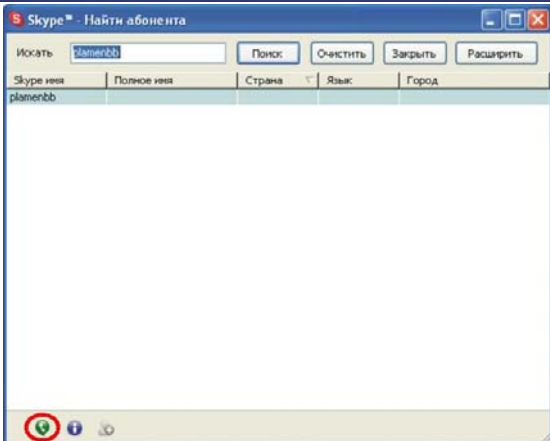 Skype™ - Найти абонента
Искать plamenbb Поиск Очистить Закрыть Расширить
Skype имя Полное имя Страна Язык Город
plamenbb